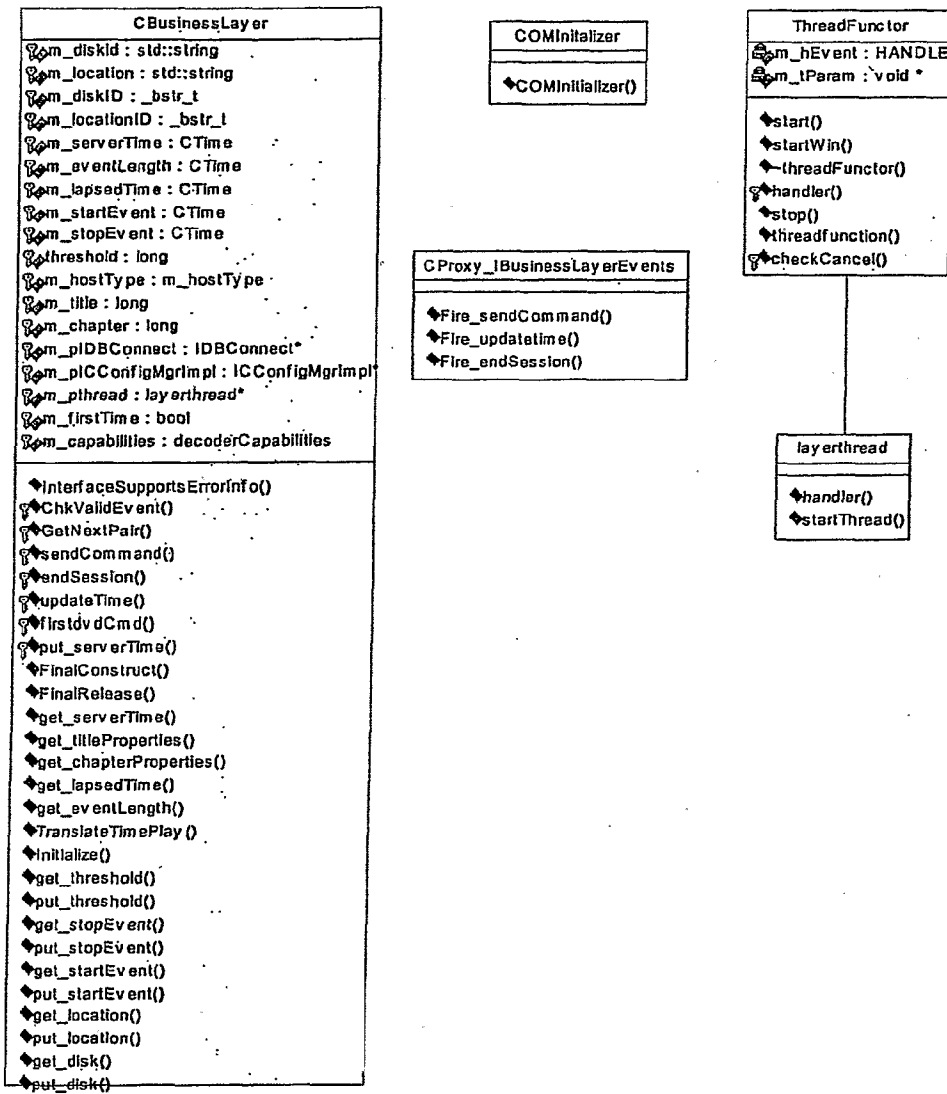 CBusinessLayer
m_diskId : std::string
m_location : std::string
m_diskID : _bstr_t
m_locationID : _bstr_t
m_serverTime : CTime
m_eventLength : CTime
m_lapsedTime : CTime
m_startEvent : CTime
m_stopEvent : CTime
threshold : long
m_hostType : m_hostType
m_title : long
m_chapter : long
m_pIDBConnect : IDBConnect*
m_pICConfigMgrImpl : ICConfigMgrImpl*
m_pthread : layerthread*
m_firstTime : bool
m_capabilities : decoderCapabilities
InterfaceSupportsErrorInfo()
ChkValidEvent()
GetNextPair()
sendCommand()
endSession()
updateTime()
firstdvdCmd()
put_serverTime()
FinalConstruct()
FinalRelease()
get_serverTime()
get_titleProperties()
get_chapterProperties()
get_lapsedTime()
get_eventLength()
TranslateTimePlay()
Initialize()
get_threshold()
put_threshold()
get_stopEvent()
put_stopEvent()
get_startEvent()
put_startEvent()
get_location()
put_location()
get_disk()
put_disk()
COMInitalizer
COMInitializer()
CProxy_IBusinessLayerEvents
Fire_sendCommand()
Fire_updatetime()
Fire_endSession()
ThreadFunctor
m_hEvent : HANDLE
m_tParam : void *
start()
startWin()
~threadFunctor()
handler()
stop()
threadfunction()
checkCancel()
layerthread
handler()
startThread()